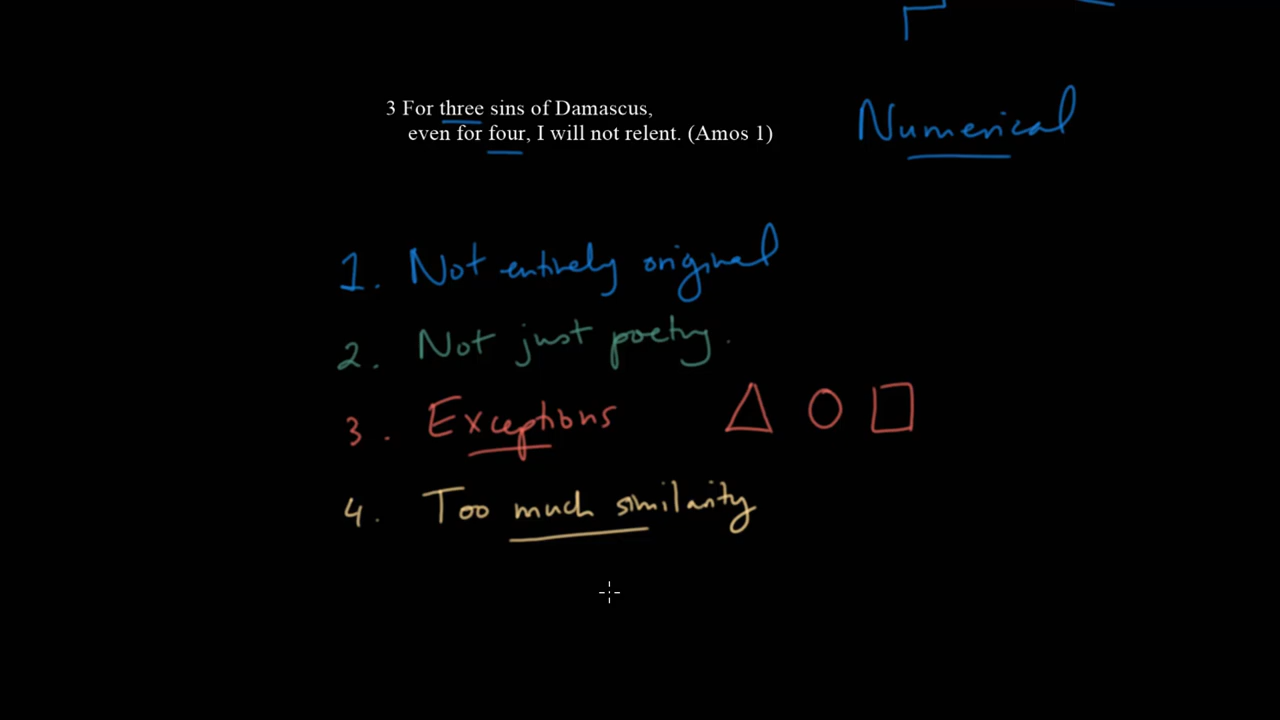 3 For three sins of Damascus,
even for four, I will not relent. (Amos 1)
Numerical
1. Not entirely original
2. Not just poetry.
3. Exceptions
4. Too much similarity